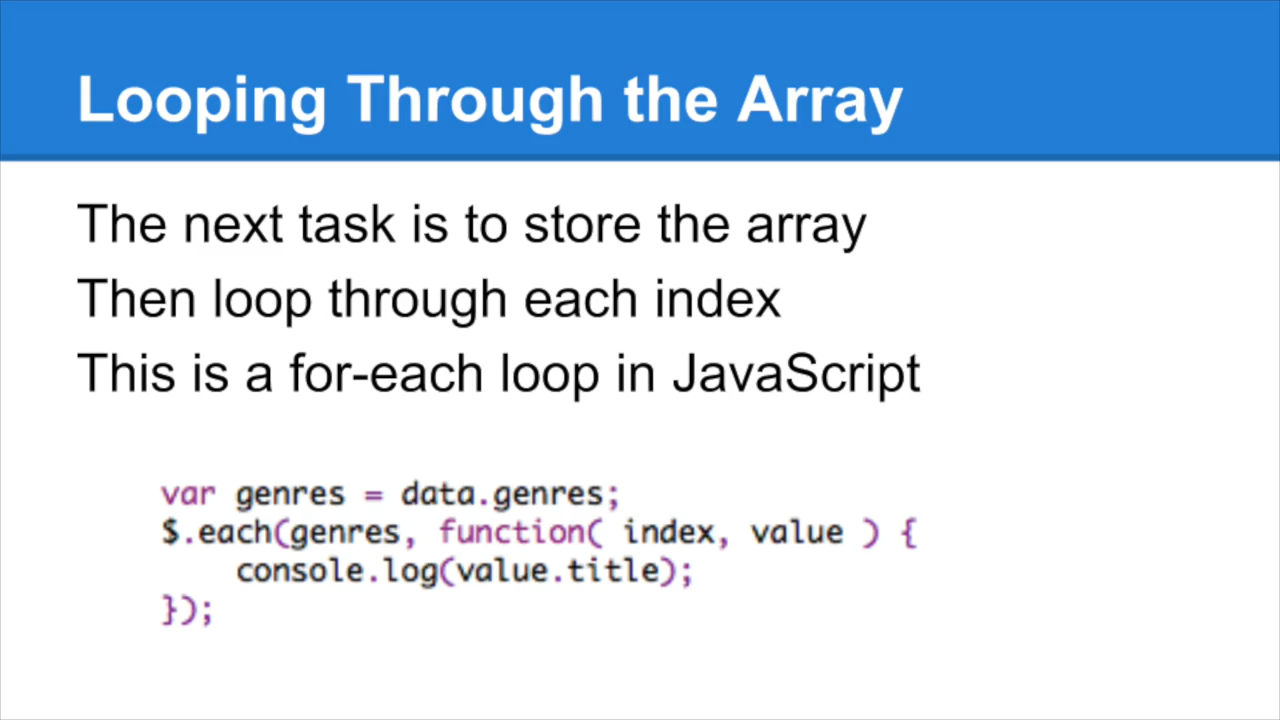 Looping Through the Array
The next task is to store the array
Then loop through each index
This is a for-each loop in JavaScript
var genres = data.genres;
$.each(genres, function( index, value ) {
    console.log(value.title);
});